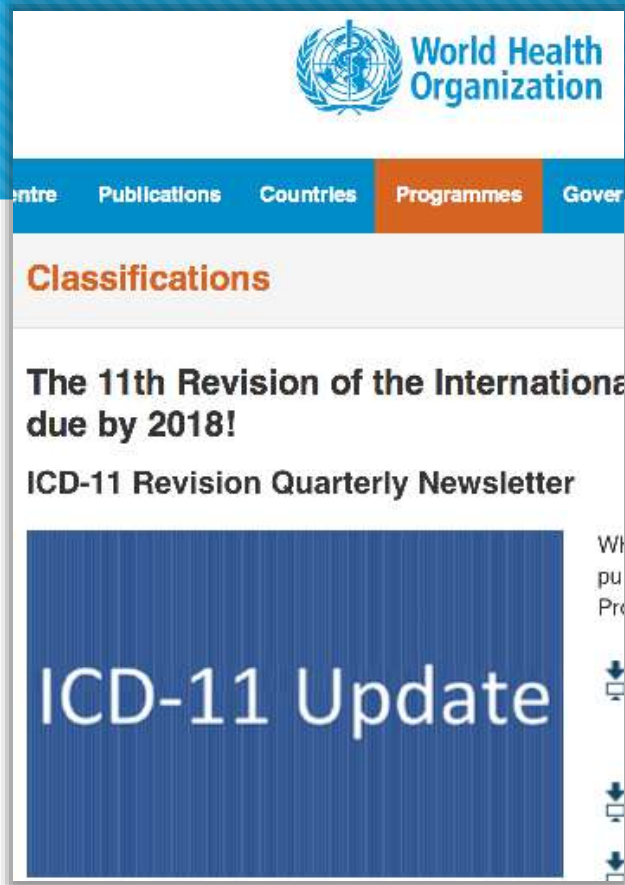 World Health
Organization
entre Publications Countries Programmes Gover
Classifications
The 11th Revision of the Internationa
due by 2018!
ICD-11 Revision Quarterly Newsletter
WH
pu
Pro
ICD-11 Update